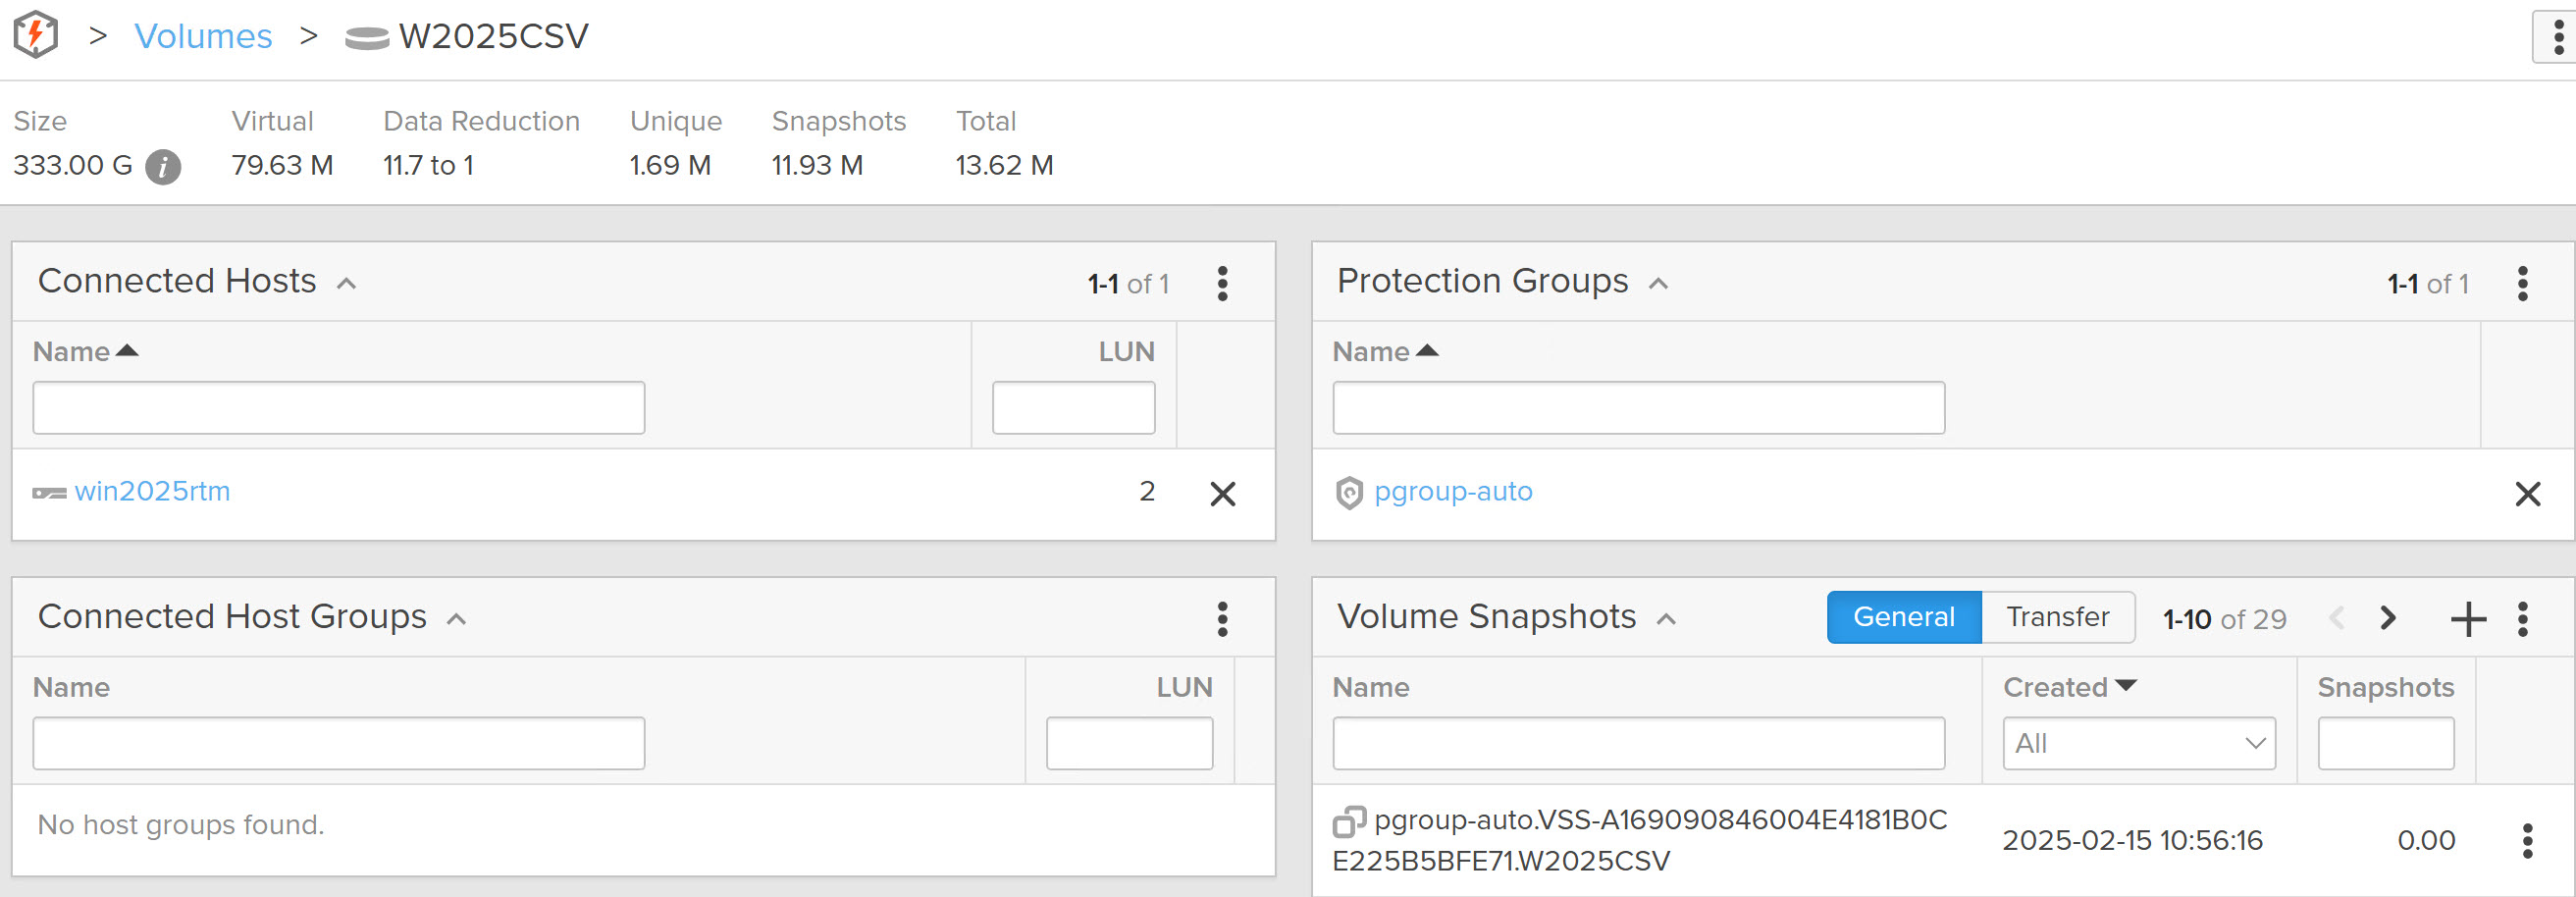 > Volumes > W2025CSV
Size Virtual Data Reduction Unique Snapshots Total
333.00 G i 79.63 M 11.7 to 1 1.69 M 11.93 M 13.62 M
Connected Hosts 1-1 of 1
Name LUN
win2025rtm 2
Protection Groups 1-1 of 1
Name
pgroup-auto
Connected Host Groups
Name LUN
No host groups found.
Volume Snapshots General Transfer 1-10 of 29
Name Created Snapshots
All
pgroup-auto.VSS-A169090846004E4181B0C
E225B5BFE71.W2025CSV
2025-02-15 10:56:16 0.00